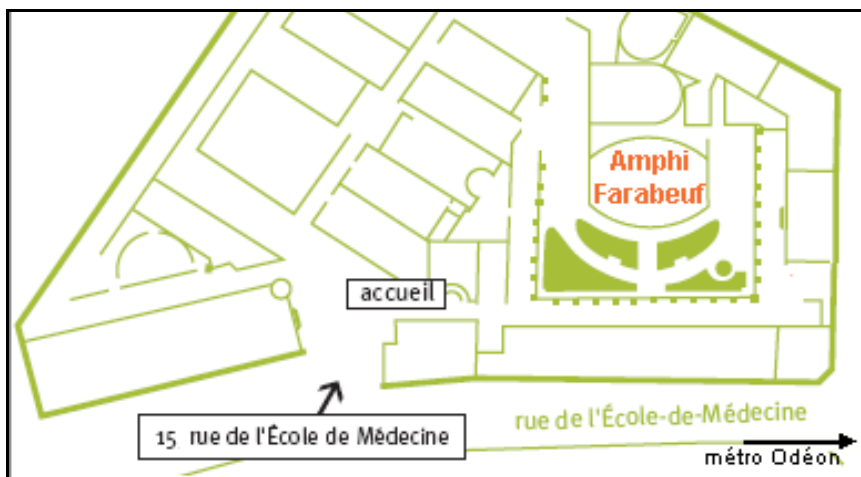 Amphi
Farabeuf
accueil
15 rue de l'École de Médecine
rue de l'École-de-Médecine
métro Odéon